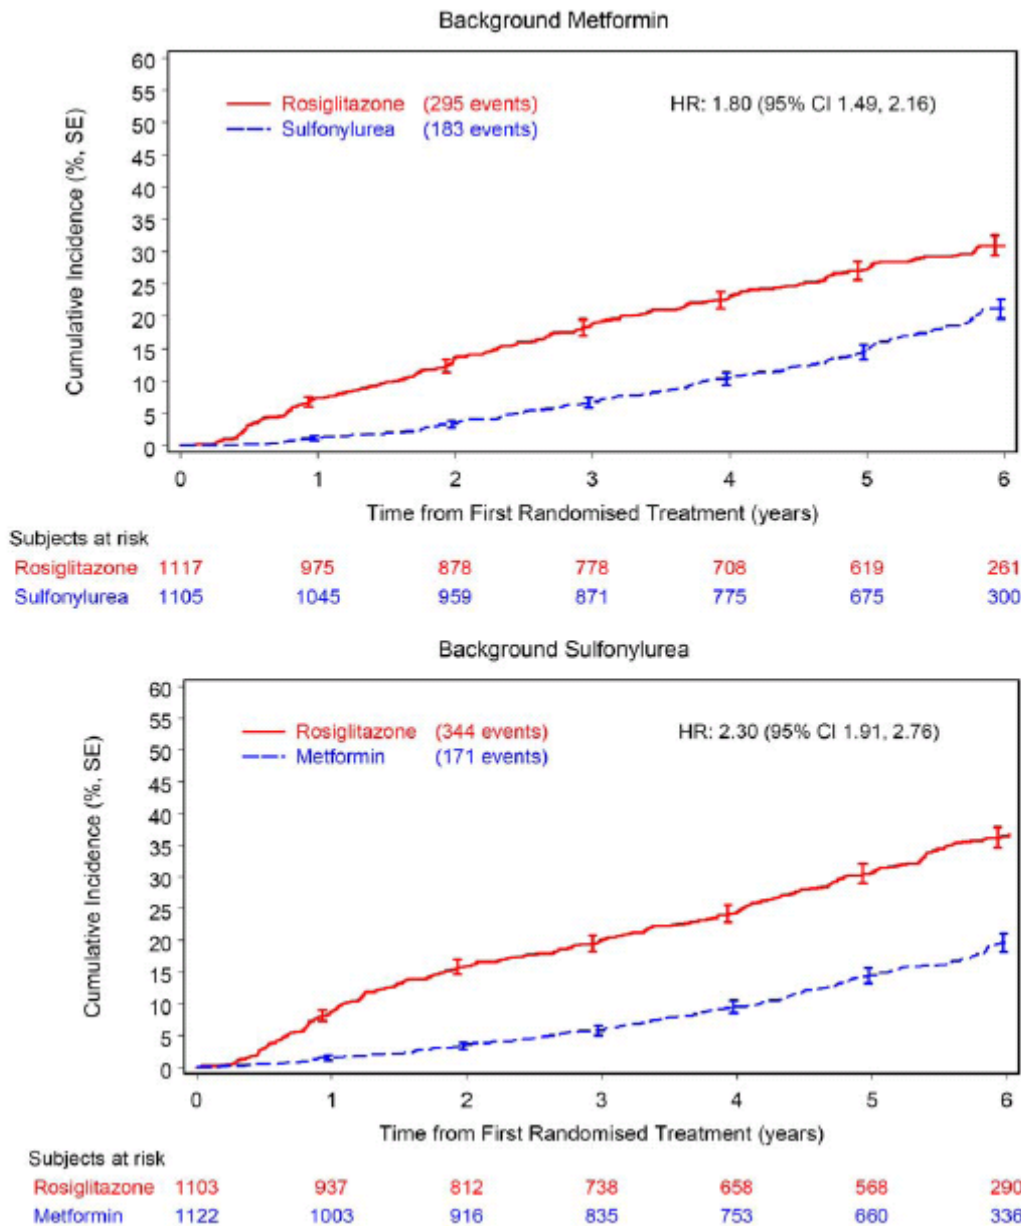 Background Metformin
60
55
50
45
40
35
30
25
20
15
10
5
0
Cumulative Incidence (%, SE)
Rosiglitazone (295 events)
Sulfonylurea (183 events)
HR: 1.80 (95% CI 1.49, 2.16)
0 1 2 3 4 5 6
Time from First Randomised Treatment (years)
Subjects at risk
Rosiglitazone 1117 975 878 778 708 619 261
Sulfonylurea 1105 1045 959 871 775 675 300
Background Sulfonylurea
60
55
50
45
40
35
30
25
20
15
10
5
0
Cumulative Incidence (%, SE)
Rosiglitazone (344 events)
Metformin (171 events)
HR: 2.30 (95% CI 1.91, 2.76)
0 1 2 3 4 5 6
Time from First Randomised Treatment (years)
Subjects at risk
Rosiglitazone 1103 937 812 738 658 568 290
Metformin 1122 1003 916 835 753 660 336